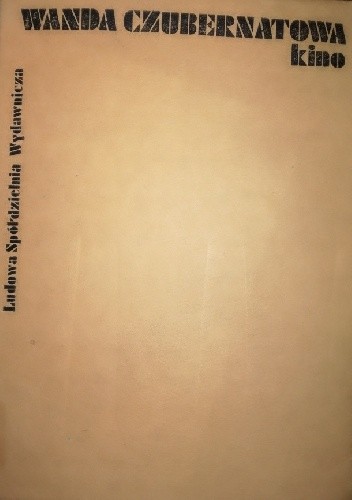 WANDA CZUBERNATOWA
kino
Ludowa Spółdzielnia Wydawnicza